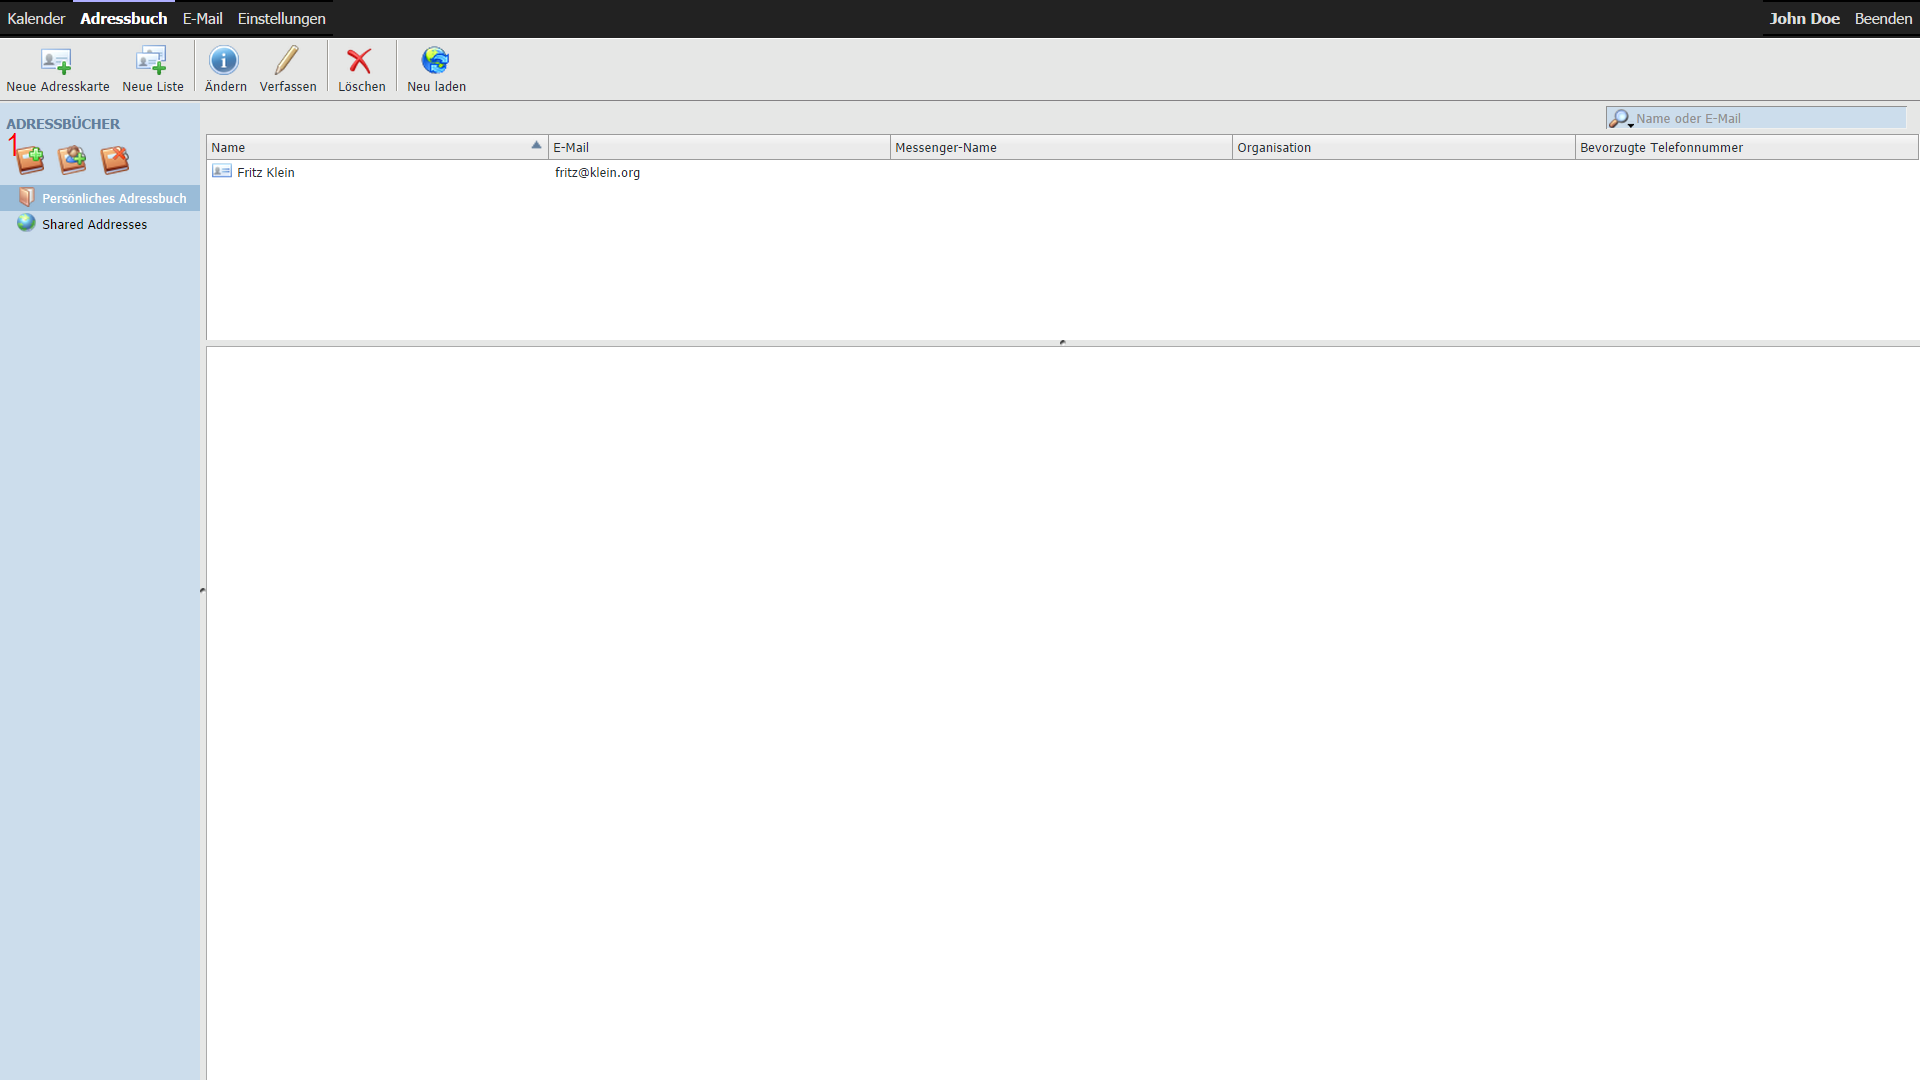 Kalender Adressbuch E-Mail Einstellungen John Doe Beenden
Neue Adresskarte Neue Liste Ändern Verfassen Löschen Neu laden
ADRESSBÜCHER
1
Name oder E-Mail
Name E-Mail Messenger-Name Organisation Bevorzugte Telefonnummer
Fritz Klein fritz@klein.org
Persönliches Adressbuch
Shared Addresses